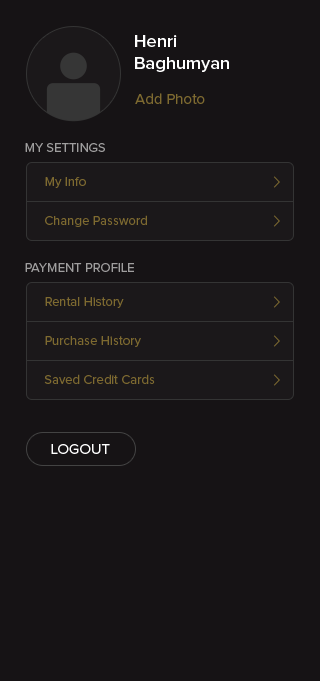 Henri
Baghumyan
Add Photo
MY SETTINGS
My Info
Change Password
PAYMENT PROFILE
Rental History
Purchase History
Saved Credit Cards
LOGOUT